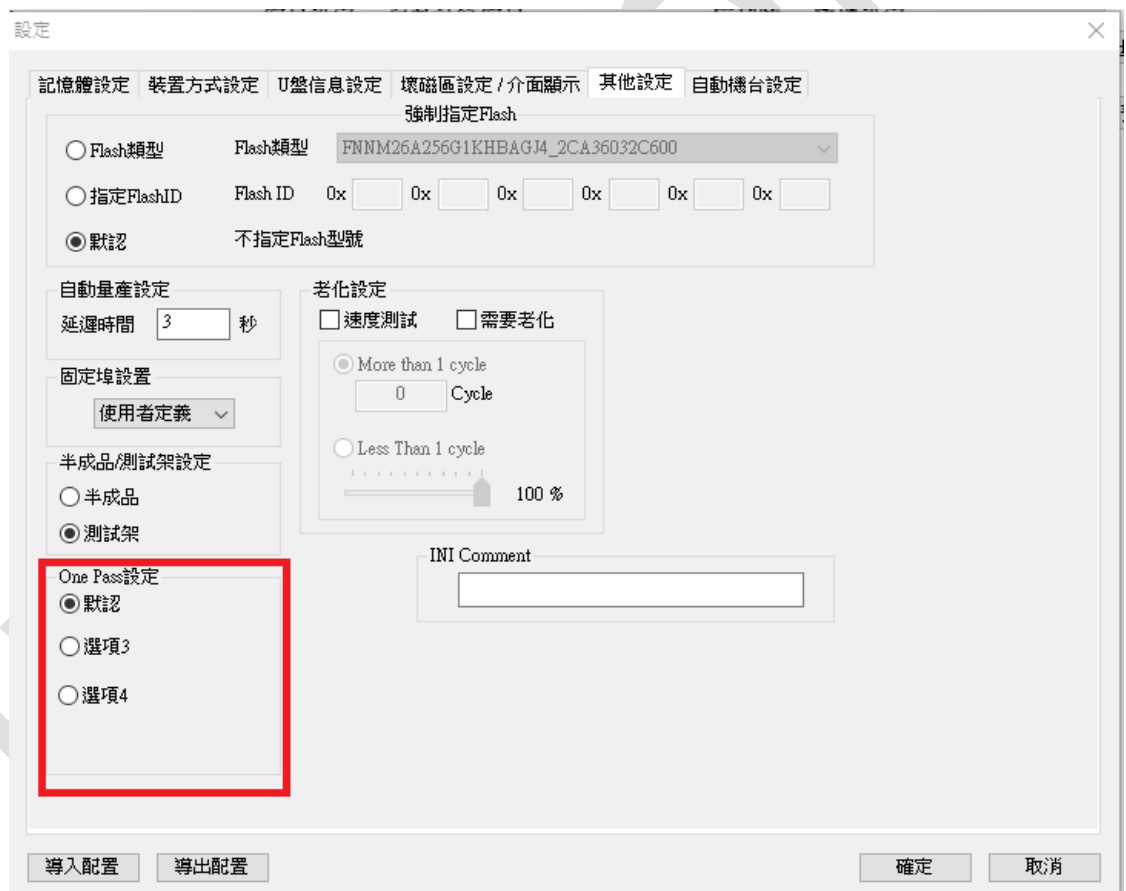 設定
記憶體設定 裝置方式設定 U盤信息設定 壞磁區設定 / 介面顯示 其他設定 自動機台設定
強制指定Flash
Flash類型 Flash類型 FNNM26A256G1KHBAGJ4_2CA36032C600
指定FlashID Flash ID 0x 0x 0x 0x 0x 0x
默認 不指定Flash型號
自動量產設定
延遲時間 3 秒
固定埠設置
使用者定義
半成品/測試架設定
半成品
測試架
老化設定
速度測試 需要老化
More than 1 cycle
0 Cycle
Less Than 1 cycle
100 %
One Pass設定
默認
選項3
選項4
INI Comment
導入配置 導出配置 確定 取消